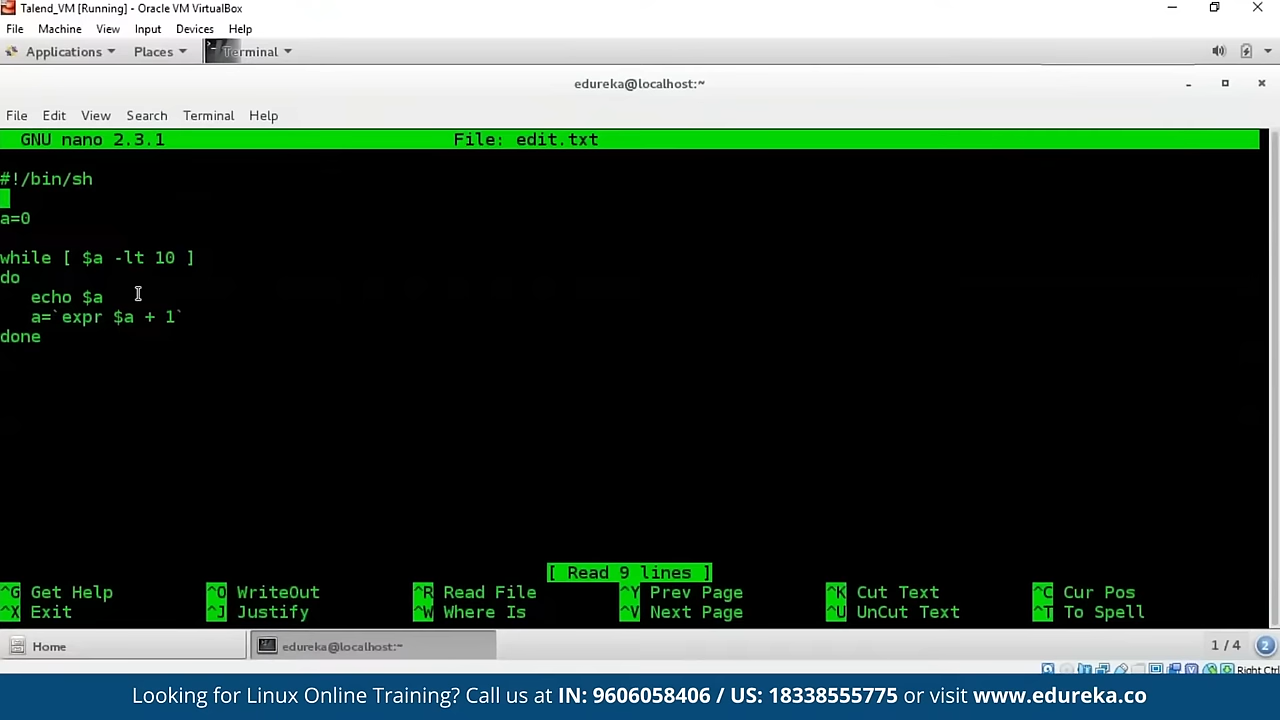 Talend_VM [Running] - Oracle VM VirtualBox
File Machine View Input Devices Help
Applications Places Terminal
edureka@localhost:~
File Edit View Search Terminal Help
GNU nano 2.3.1 File: edit.txt
#!/bin/sh
a=0
while [ $a -lt 10 ]
do
   echo $a
   a=`expr $a + 1`
done
[ Read 9 lines ]
^G Get Help ^O WriteOut ^R Read File ^Y Prev Page ^K Cut Text ^C Cur Pos
^X Exit ^J Justify ^W Where Is ^V Next Page ^U UnCut Text ^T To Spell
Home edureka@localhost:~ 1 / 4 2
Right Ctrl
Looking for Linux Online Training? Call us at IN: 9606058406 / US: 18338555775 or visit www.edureka.co